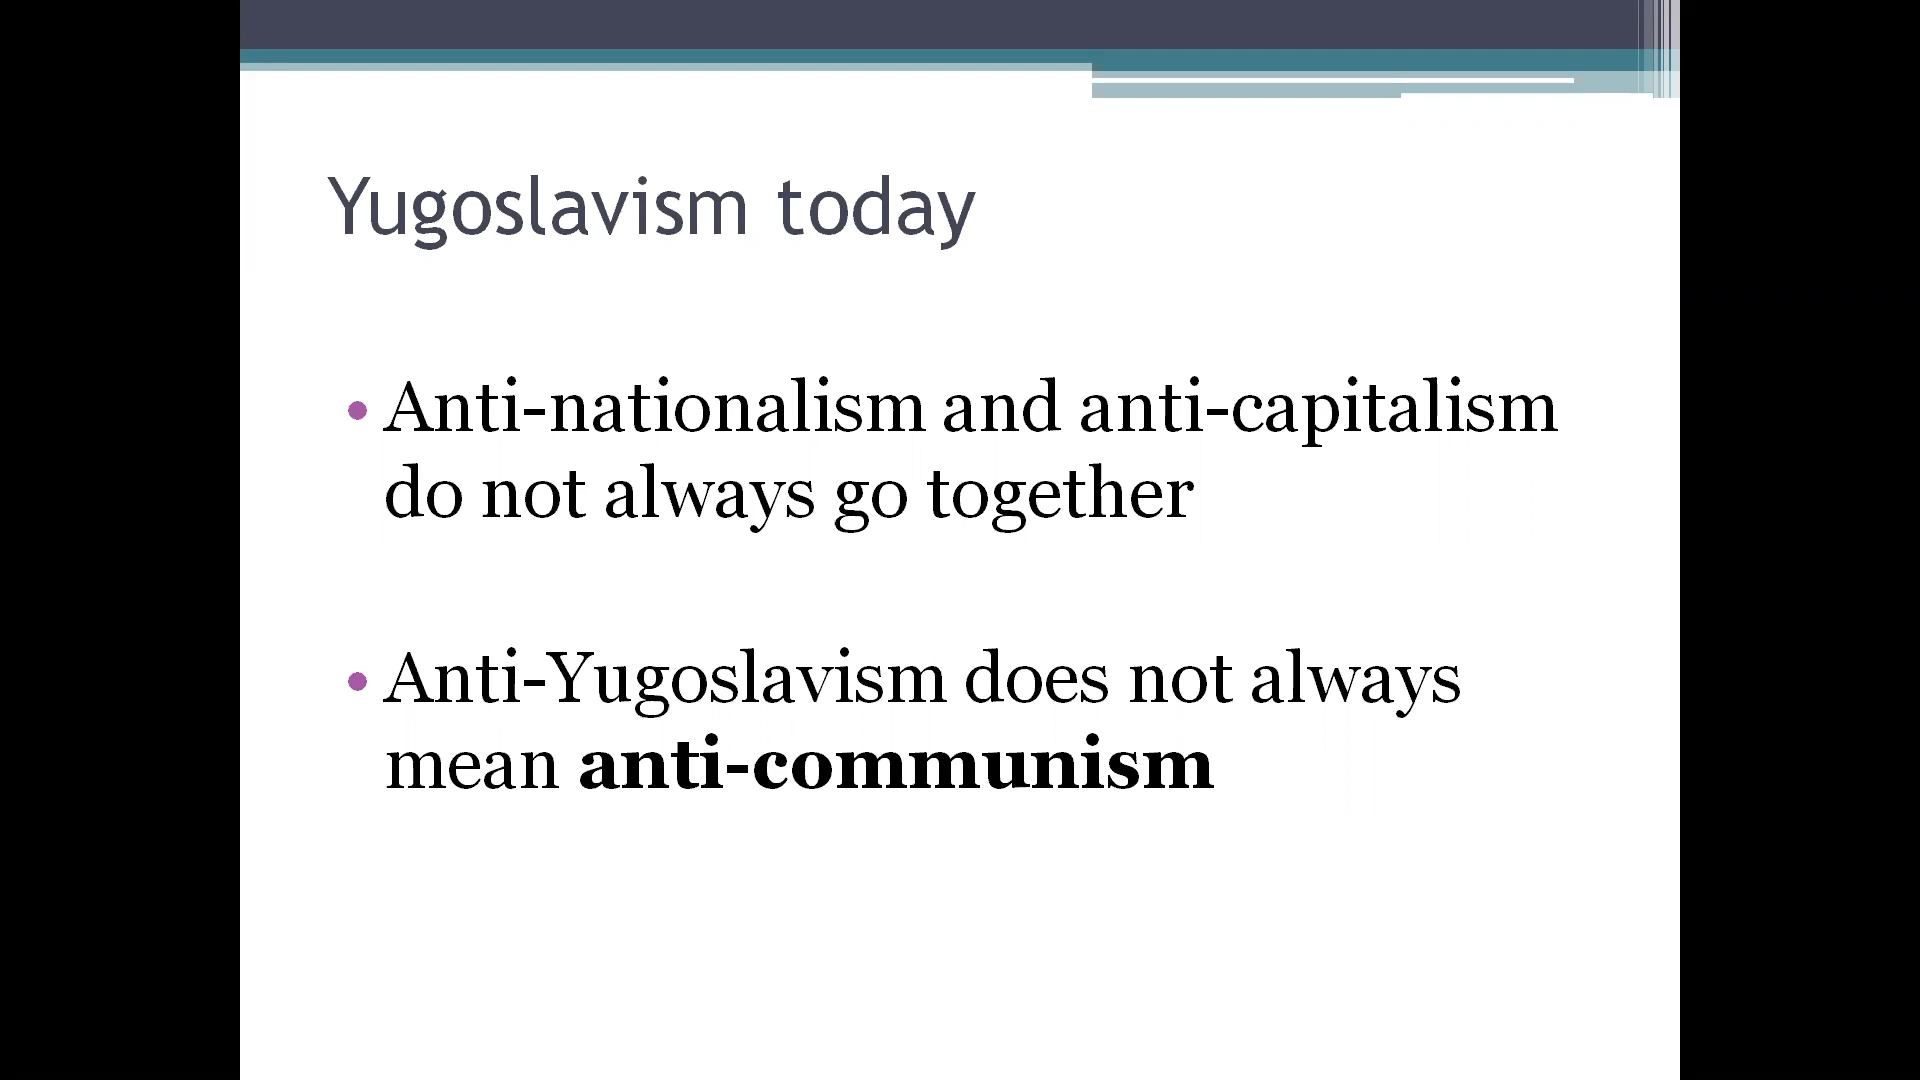 Yugoslavism today
• Anti-nationalism and anti-capitalism
do not always go together
• Anti-Yugoslavism does not always
mean anti-communism